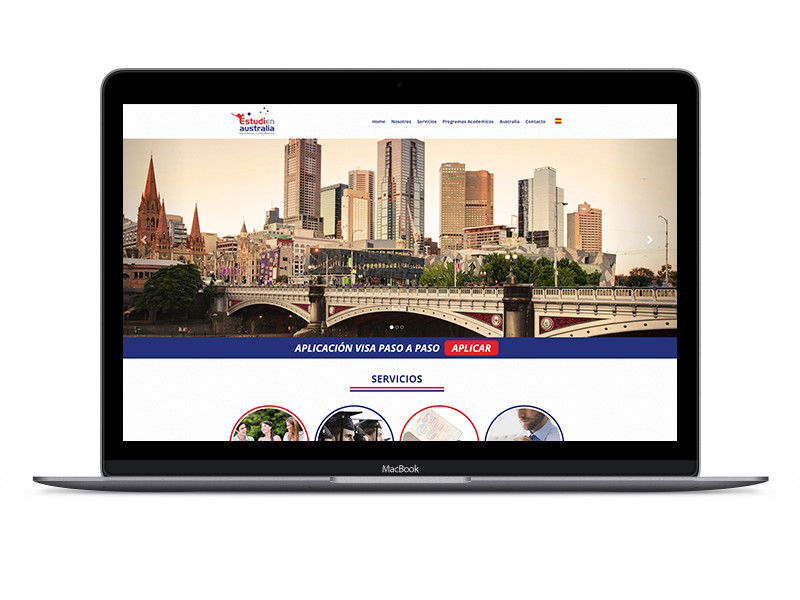 Estudien
australia
Education Consultancy
Home Nosotros Servicios Programas Academicos Australia Contacto
APLICACIÓN VISA PASO A PASO APLICAR
SERVICIOS
MacBook